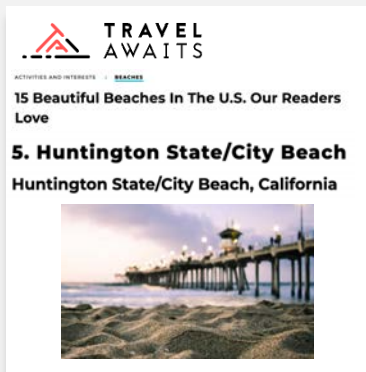 TRAVEL
AWAITS
ACTIVITIES AND INTERESTS / BEACHES
15 Beautiful Beaches In The U.S. Our Readers
Love
5. Huntington State/City Beach
Huntington State/City Beach, California